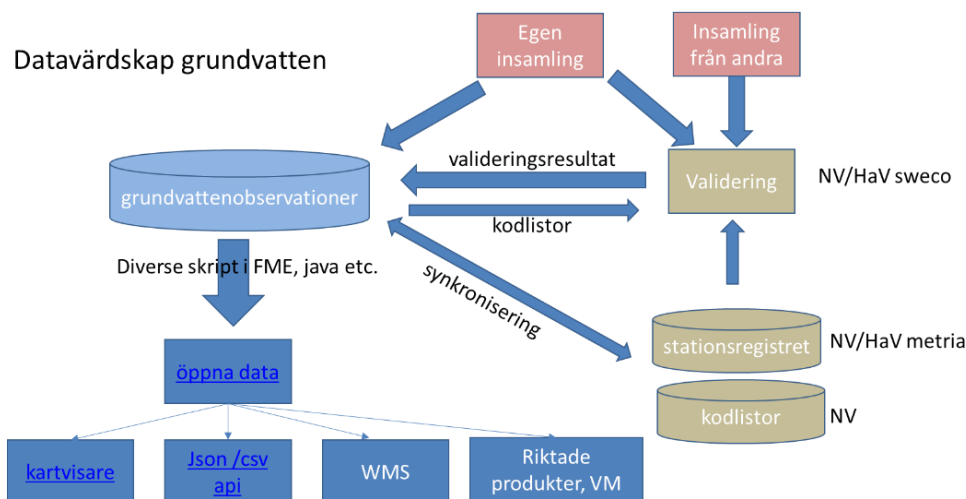 Datavärdskap grundvatten
Egen
insamling
Insamling
från andra
valideringsresultat
Validering
NV/HaV sweco
grundvattenobservationer
kodlistor
Diverse skript i FME, java etc.
synkronisering
stationsregistret
NV/HaV metria
öppna data
kodlistor
NV
kartvisare
Json /csv
api
WMS
Riktade
produkter, VM